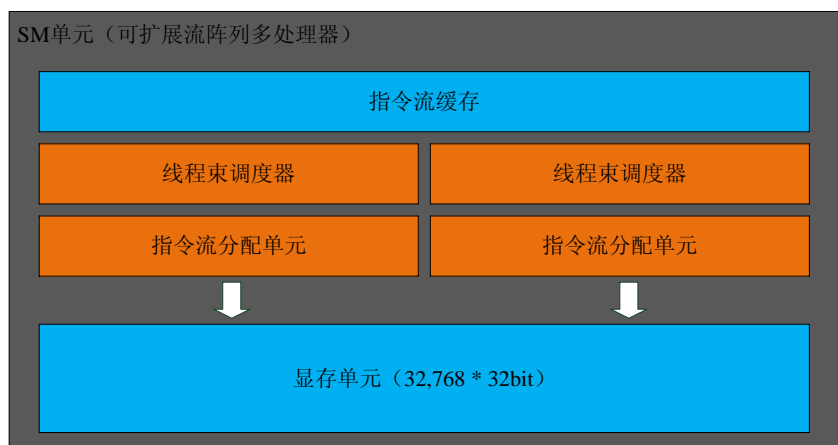 SM单元（可扩展流阵列多处理器）
指令流缓存
线程束调度器
线程束调度器
指令流分配单元
指令流分配单元
显存单元（32,768 * 32bit）